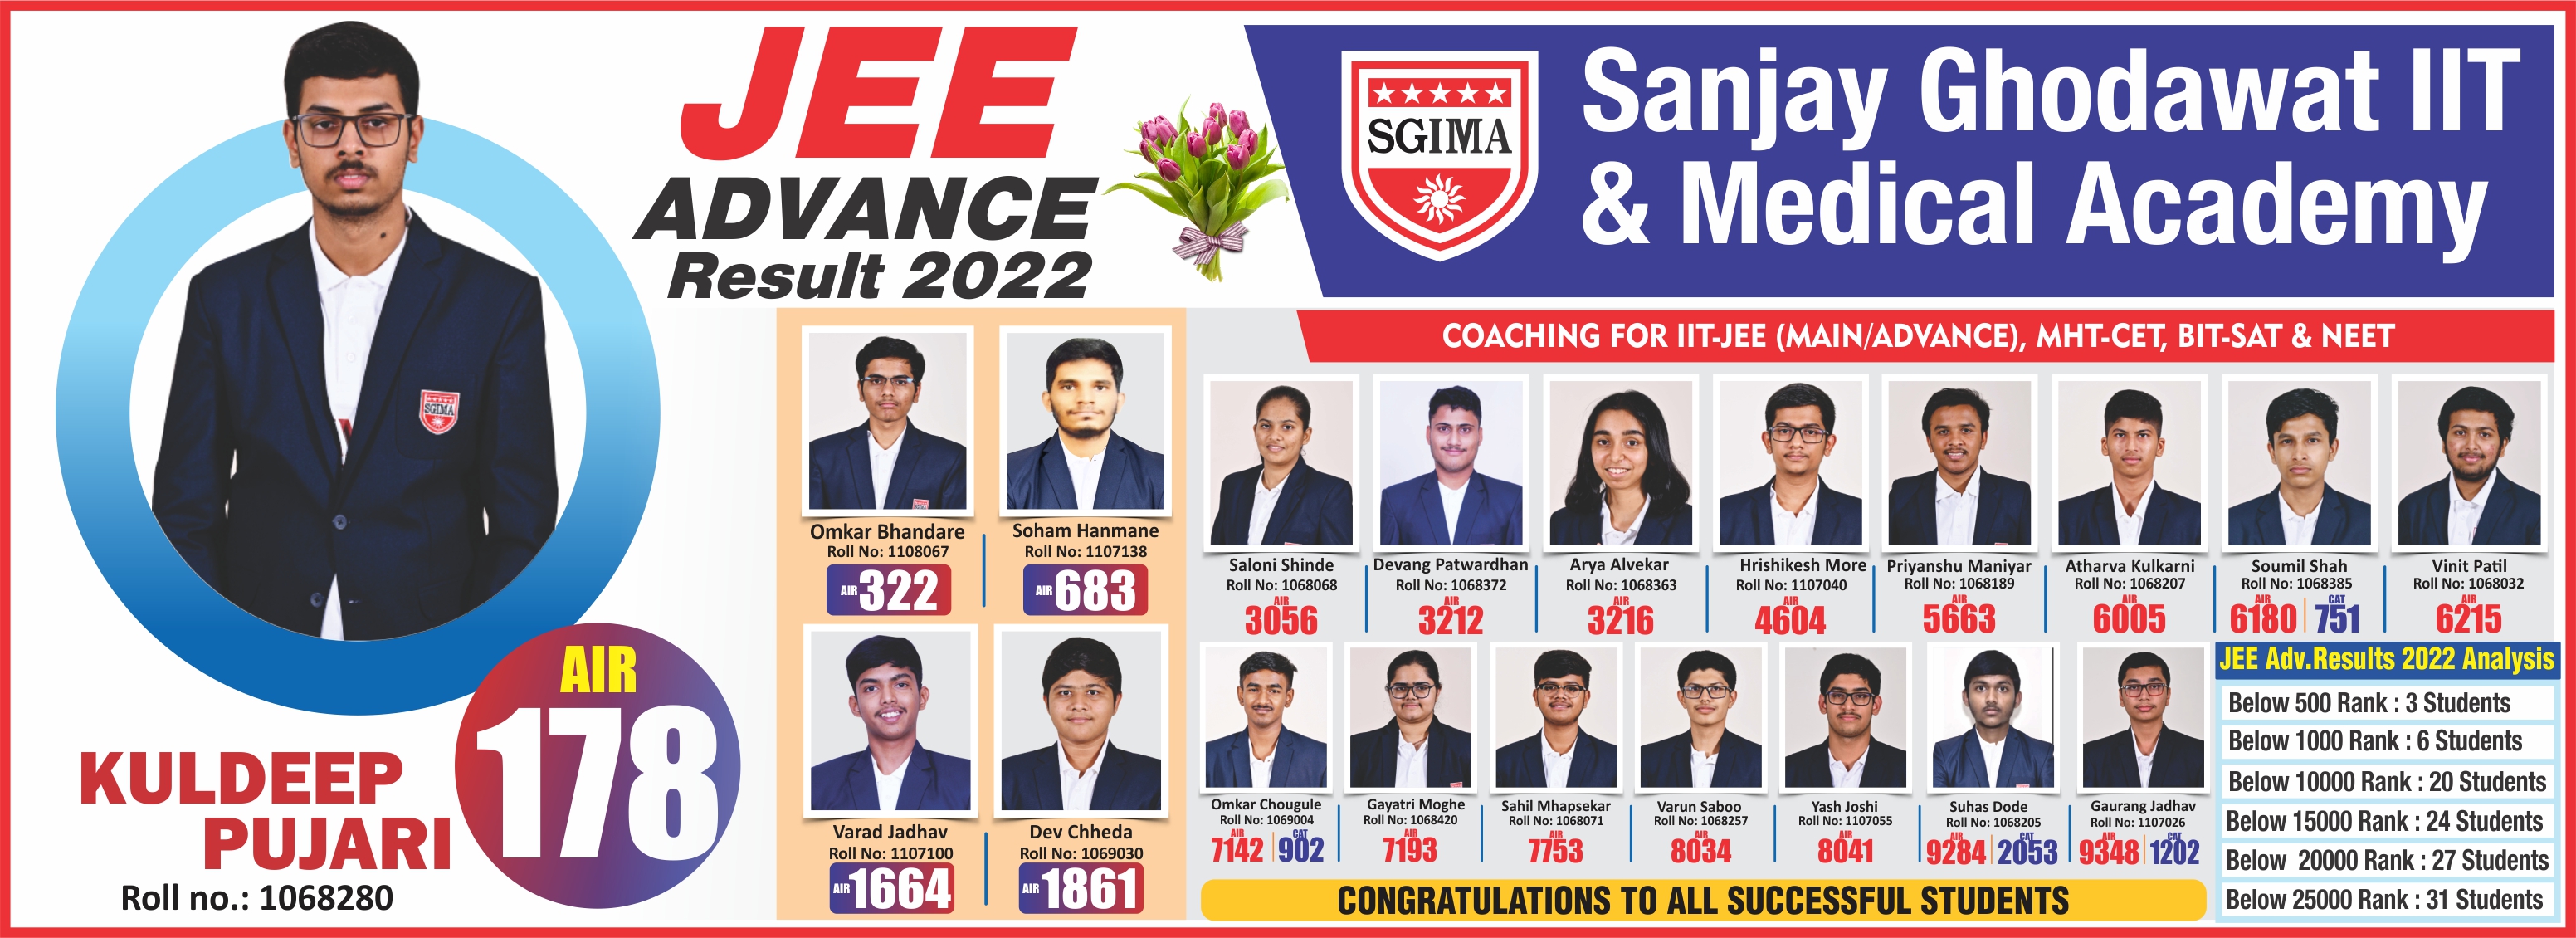 JEE
ADVANCE
Result 2022
SGIMA
Sanjay Ghodawat IIT
& Medical Academy
COACHING FOR IIT-JEE (MAIN/ADVANCE), MHT-CET, BIT-SAT & NEET
SGIMA
AIR
178
KULDEEP
PUJARI
Roll no.: 1068280
Omkar Bhandare
Roll No: 1108067
AIR 322
Soham Hanmane
Roll No: 1107138
AIR 683
Varad Jadhav
Roll No: 1107100
AIR 1664
Dev Chheda
Roll No: 1069030
AIR 1861
Saloni Shinde
Roll No: 1068068
AIR
3056
Devang Patwardhan
Roll No: 1068372
AIR
3212
Arya Alvekar
Roll No: 1068363
AIR
3216
Hrishikesh More
Roll No: 1107040
AIR
4604
Priyanshu Maniyar
Roll No: 1068189
AIR
5663
Atharva Kulkarni
Roll No: 1068207
AIR
6005
Soumil Shah
Roll No: 1068385
AIR CAT
6180 751
Vinit Patil
Roll No: 1068032
AIR
6215
Omkar Chougule
Roll No: 1069004
AIR CAT
7142 902
Gayatri Moghe
Roll No: 1068420
AIR
7193
Sahil Mhapsekar
Roll No: 1068071
AIR
7753
Varun Saboo
Roll No: 1068257
AIR
8034
Yash Joshi
Roll No: 1107055
AIR
8041
Suhas Dode
Roll No: 1068205
AIR CAT
9284 2053
Gaurang Jadhav
Roll No: 1107026
AIR CAT
9348 1202
JEE Adv.Results 2022 Analysis
Below 500 Rank : 3 Students
Below 1000 Rank : 6 Students
Below 10000 Rank : 20 Students
Below 15000 Rank : 24 Students
Below 20000 Rank : 27 Students
Below 25000 Rank : 31 Students
CONGRATULATIONS TO ALL SUCCESSFUL STUDENTS